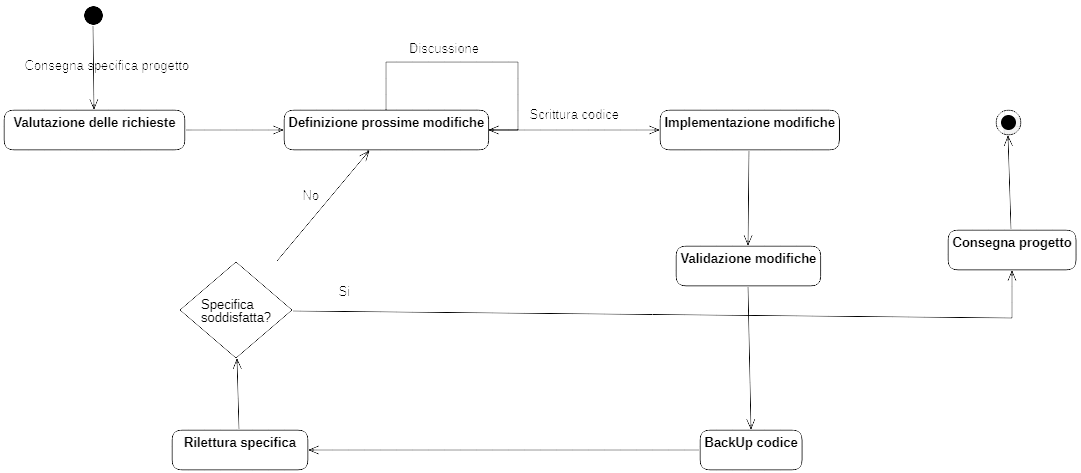 Discussione
Consegna specifica progetto
Valutazione delle richieste
Definizione prossime modifiche
Scrittura codice
Implementazione modifiche
No
Validazione modifiche
Consegna progetto
Si
Specifica
soddisfatta?
Rilettura specifica
BackUp codice